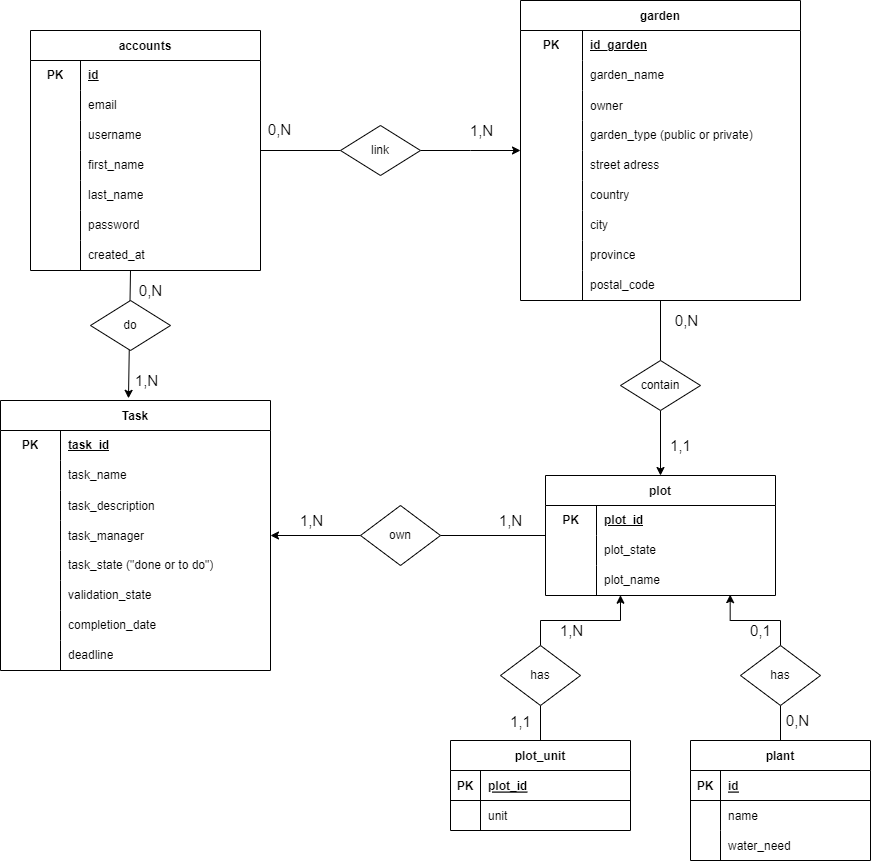 accounts
PK id
email
username
first_name
last_name
password
created_at
garden
PK id_garden
garden_name
owner
garden_type (public or private)
street adress
country
city
province
postal_code
0,N
link
1,N
0,N
do
1,N
0,N
contain
1,1
Task
PK task_id
task_name
task_description
task_manager
task_state ("done or to do")
validation_state
completion_date
deadline
1,N
own
1,N
plot
PK plot_id
plot_state
plot_name
1,N
has
1,1
0,1
has
0,N
plot_unit
PK plot_id
unit
plant
PK id
name
water_need